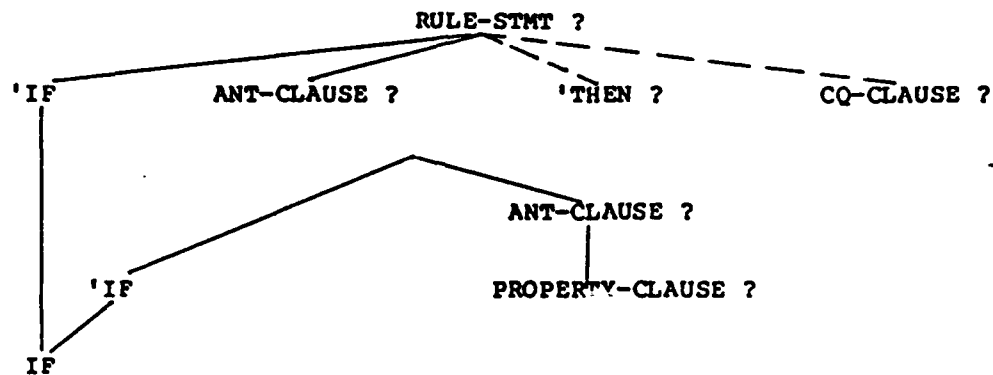 RULE-STMT ?
'IF ANT-CLAUSE ? 'THEN ? CQ-CLAUSE ?
ANT-CLAUSE ?
'IF PROPERTY-CLAUSE ?
IF